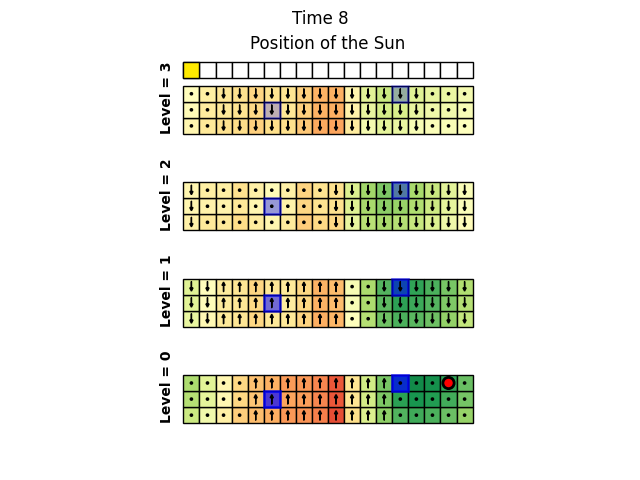 Time 8
Position of the Sun
Level = 3
Level = 2
Level = 1
Level = 0